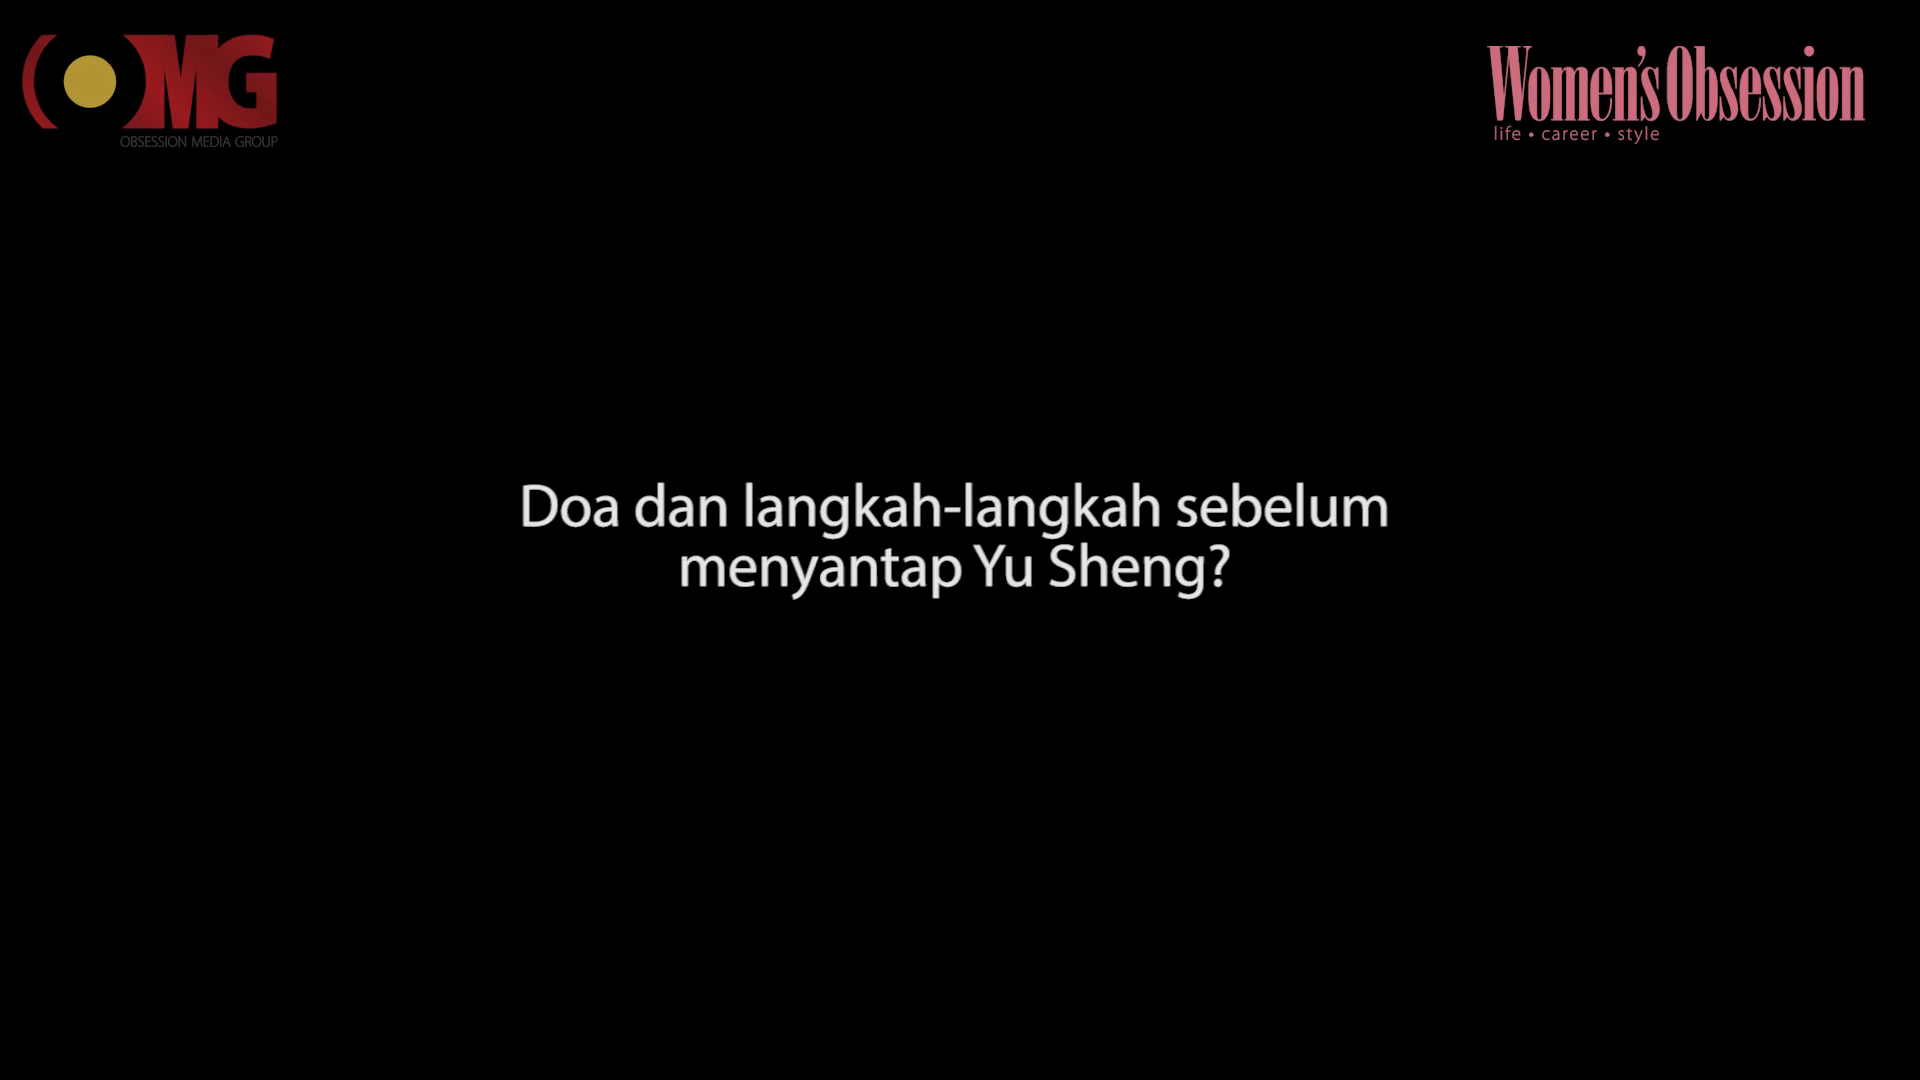 OMG
OBSESSION MEDIA GROUP
Women's Obsession
life • career • style
Doa dan langkah-langkah sebelum
menyantap Yu Sheng?